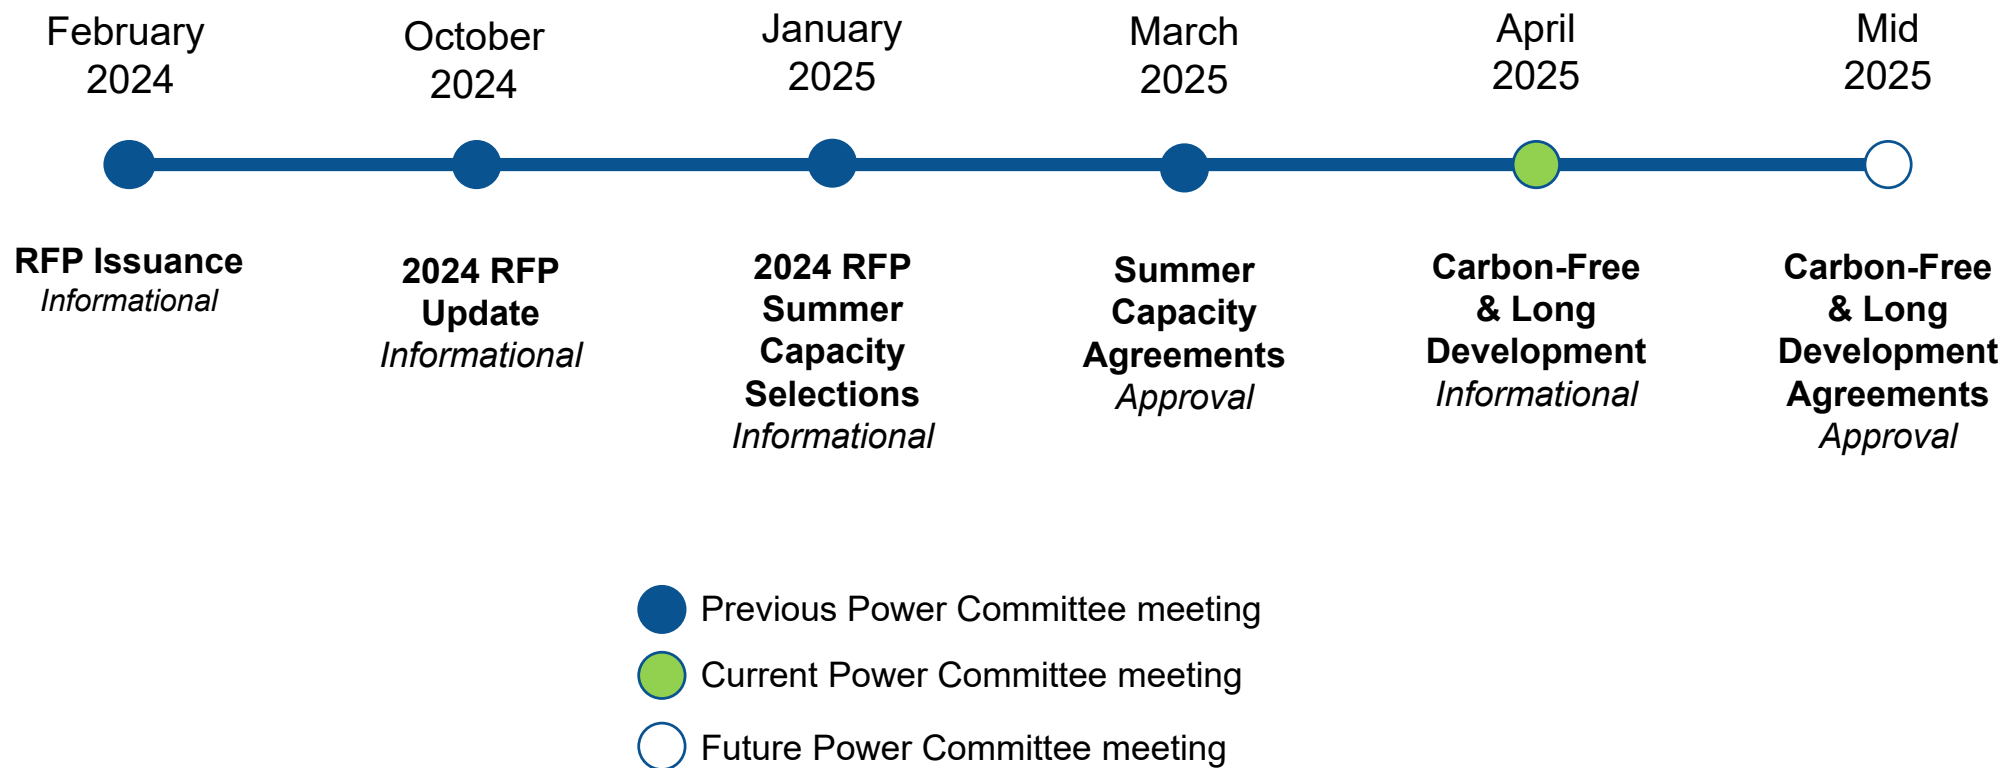 February
2024
October
2024
January
2025
March
2025
April
2025
Mid
2025
RFP Issuance
Informational
2024 RFP
Update
Informational
2024 RFP
Summer
Capacity
Selections
Informational
Summer
Capacity
Agreements
Approval
Carbon-Free
& Long
Development
Informational
Carbon-Free
& Long
Development
Agreements
Approval
Previous Power Committee meeting
Current Power Committee meeting
Future Power Committee meeting